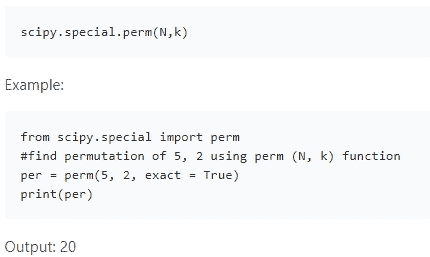 scipy.special.perm(N,k)
Example:
from scipy.special import perm
#find permutation of 5, 2 using perm (N, k) function
per = perm(5, 2, exact = True)
print(per)
Output: 20